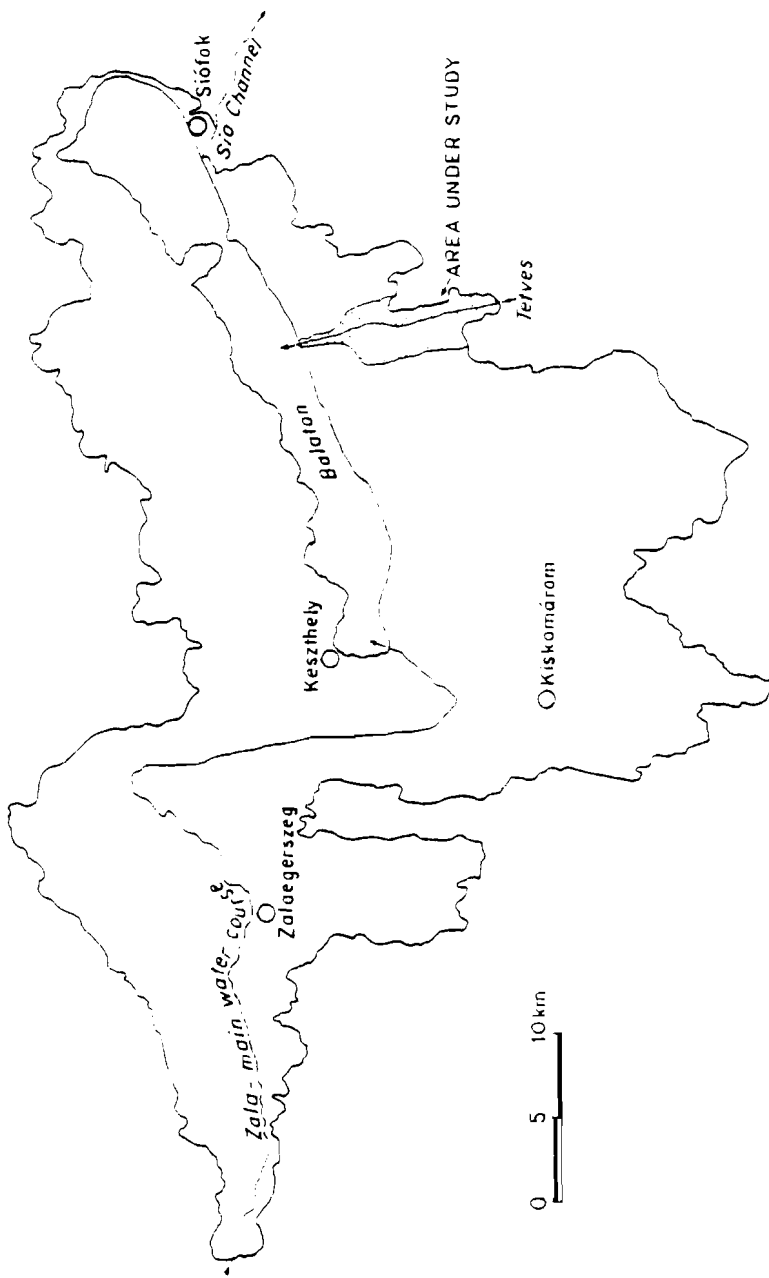 Siófok
Sió Channel
AREA UNDER STUDY
Tetves
Balaton
Keszthely
Kiskomárom
Zala - main water course
Zalaegerszeg
0 5 10 km